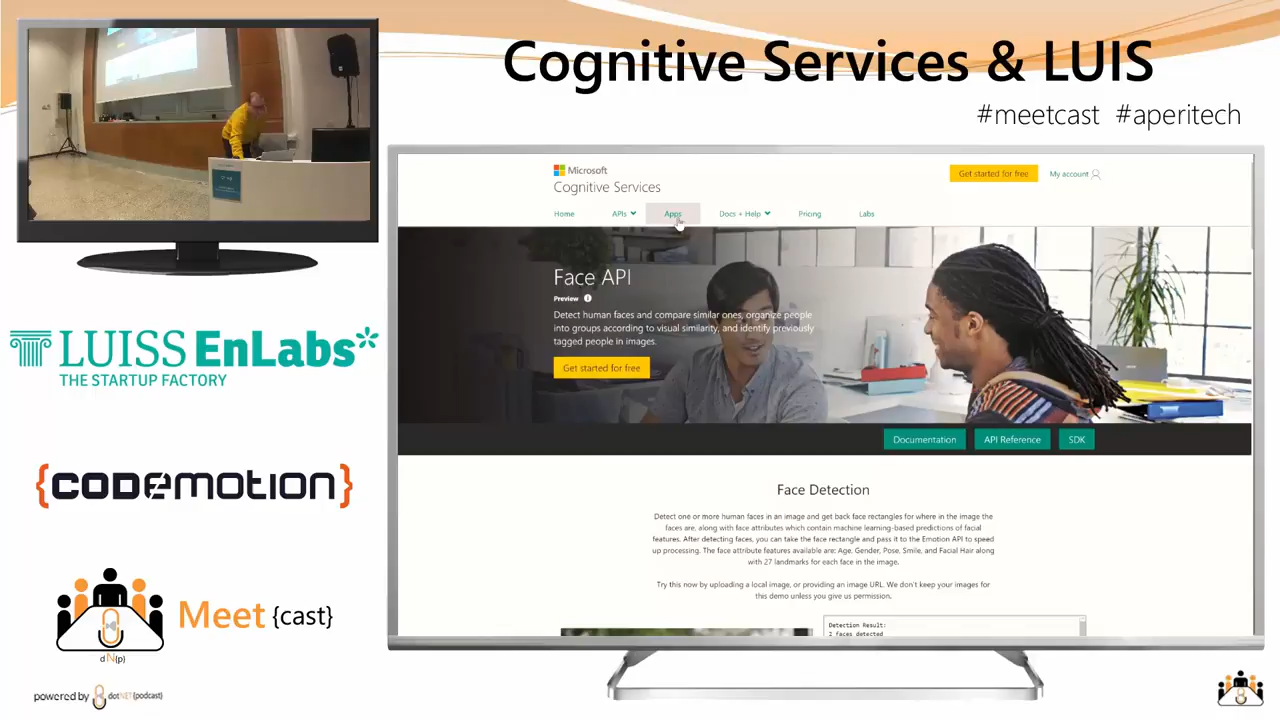 Cognitive Services & LUIS
#meetcast #aperitech
Microsoft
Cognitive Services
Get started for free
My account
Home
APIs
Apps
Docs + Help
Pricing
Labs
Face API
Preview
Detect human faces and compare similar ones, organize people
into groups according to visual similarity, and identify previously
tagged people in images.
Get started for free
Documentation
API Reference
SDK
Face Detection
Detect one or more human faces in an image and get back face rectangles for where in the image the
faces are, along with face attributes which contain machine learning-based predictions of facial
features. After detecting faces, you can take the face rectangle and pass it to the Emotion API to speed
up processing. The face attribute features available are: Age, Gender, Pose, Smile, and Facial Hair along
with 27 landmarks for each face in the image.
Try this now by uploading a local image, or providing an image URL. We don't keep your images for
this demo unless you give us permission.
Detection Result:
2 faces detected
LUISS EnLabs*
THE STARTUP FACTORY
{CODEMOTION}
Meet {cast}
dN{p}
powered by dotNET{podcast}